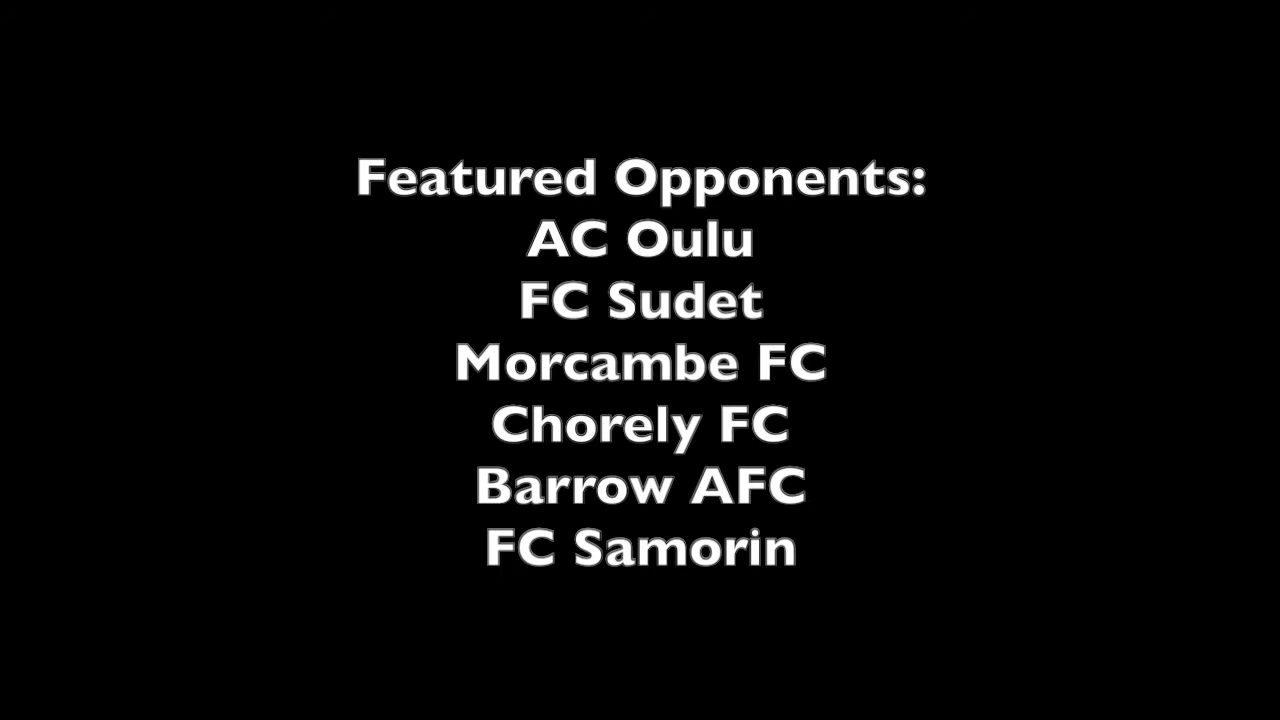 Featured Opponents:
AC Oulu
FC Sudet
Morcambe FC
Chorely FC
Barrow AFC
FC Samorin